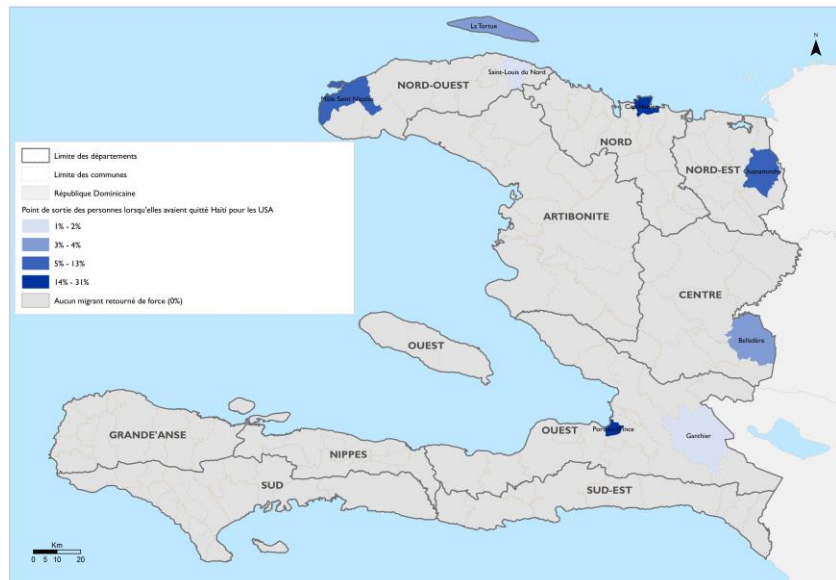 La Tortue
N
Saint-Louis du Nord
NORD-OUEST
Môle Saint Nicolas
NORD
Ouanaminthe
NORD-EST
Limite des départements
Limite des communes
République Dominicaine
Point de sortie des personnes lorsqu'elles avaient quitté Haïti pour les USA
1% - 2%
3% - 4%
5% - 13%
14% - 31%
Aucun migrant retourné de force (0%)
ARTIBONITE
CENTRE
OUEST
Belladère
GRANDE'ANSE
OUEST
Port-au-Prince
Ganthier
NIPPES
SUD
SUD-EST
Km
0 5 10 20